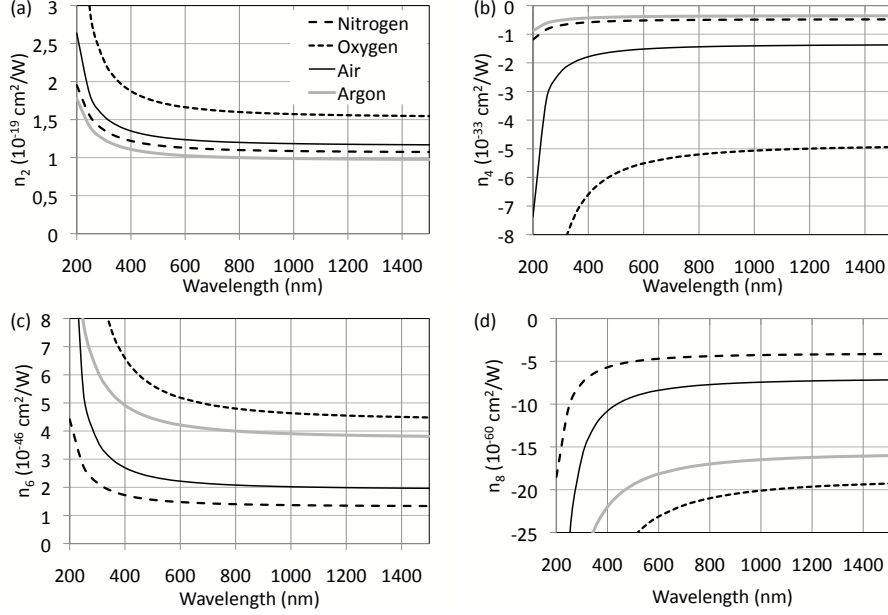 (a)
n2 (10-19 cm2/W)
3
2,5
2
1,5
1
0,5
0
Nitrogen
Oxygen
Air
Argon
200 400 600 800 1000 1200 1400
Wavelength (nm)
(b)
n4 (10-33 cm2/W)
0
-1
-2
-3
-4
-5
-6
-7
-8
200 400 600 800 1000 1200 1400
Wavelength (nm)
(c)
n6 (10-46 cm2/W)
8
7
6
5
4
3
2
1
0
200 400 600 800 1000 1200 1400
Wavelength (nm)
(d)
n8 (10-60 cm2/W)
0
-5
-10
-15
-20
-25
200 400 600 800 1000 1200 1400
Wavelength (nm)